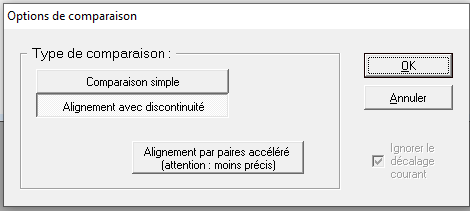 Options de comparaison
Type de comparaison :
Comparaison simple
Alignement avec discontinuité
Alignement par paires accéléré
(attention : moins précis)
OK
Annuler
Ignorer le
décalage
courant